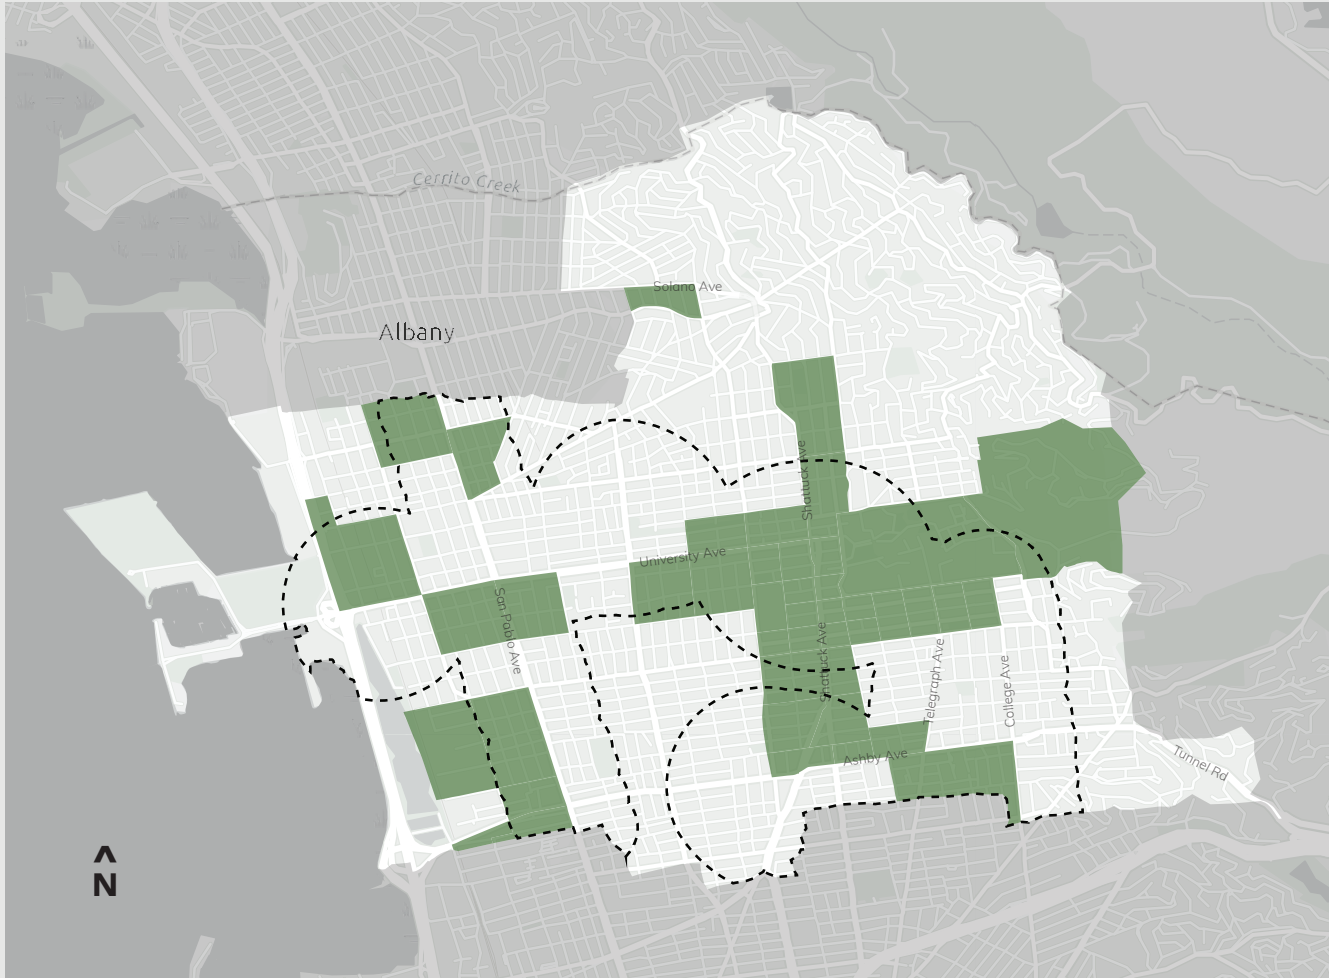 Cerrito Creek
Solano Ave
Albany
Shattuck Ave
University Ave
San Pablo Ave
Shattuck Ave
Telegraph Ave
College Ave
Ashby Ave
Tunnel Rd
N